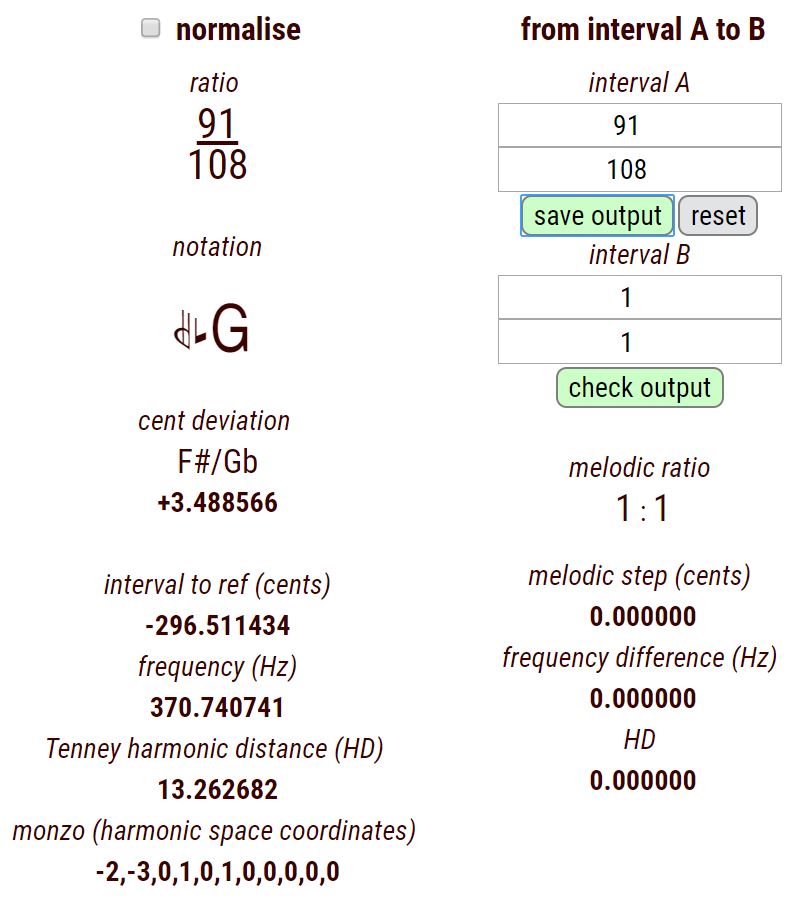 normalise
ratio
91
108
notation
G
cent deviation
F#/Gb
+3.488566
interval to ref (cents)
-296.511434
frequency (Hz)
370.740741
Tenney harmonic distance (HD)
13.262682
monzo (harmonic space coordinates)
-2,-3,0,1,0,1,0,0,0,0,0
from interval A to B
interval A
91
108
save output reset
interval B
1
1
check output
melodic ratio
1 : 1
melodic step (cents)
0.000000
frequency difference (Hz)
0.000000
HD
0.000000